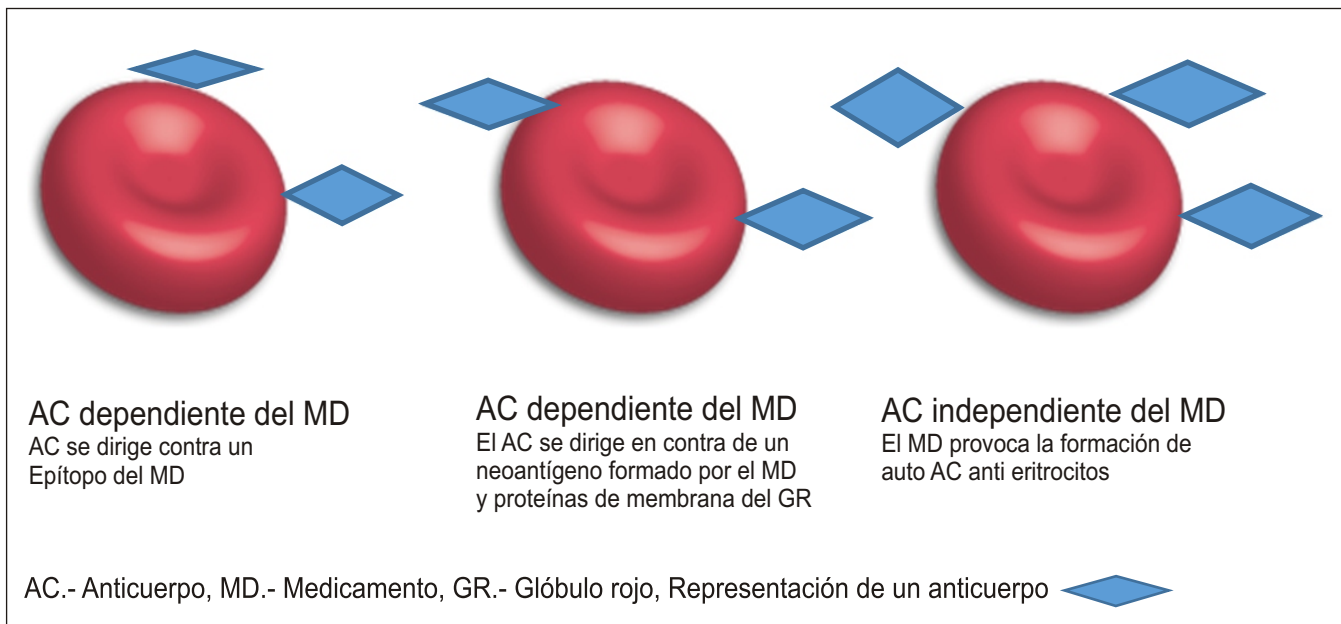 AC dependiente del MD
AC se dirige contra un
Epítopo del MD
AC dependiente del MD
El AC se dirige en contra de un
neoantígeno formado por el MD
y proteínas de membrana del GR
AC independiente del MD
El MD provoca la formación de
auto AC anti eritrocitos
AC.- Anticuerpo, MD.- Medicamento, GR.- Glóbulo rojo, Representación de un anticuerpo